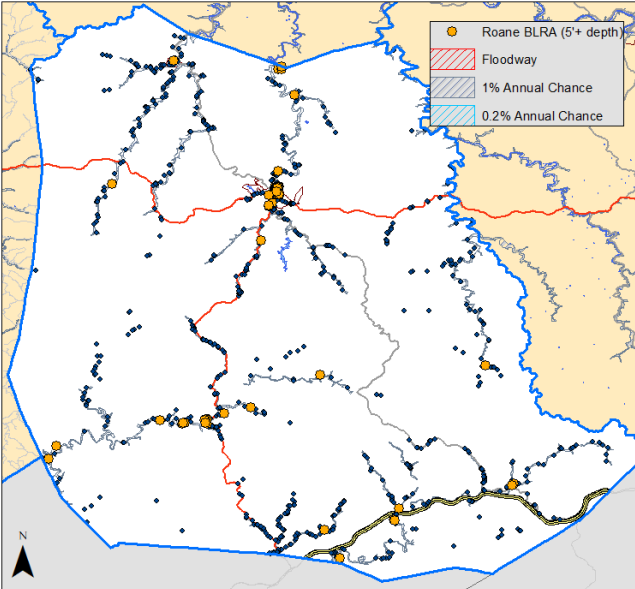 Roane BLRA (5'+ depth)
Floodway
1% Annual Chance
0.2% Annual Chance
N